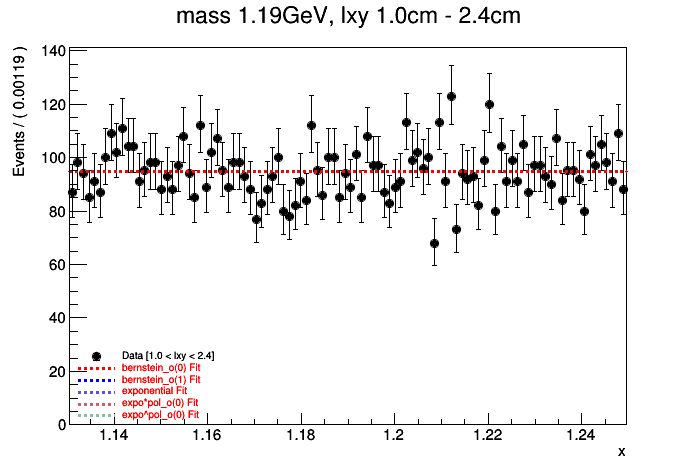 mass 1.19GeV, lxy 1.0cm - 2.4cm
Events / ( 0.00119 )
140
120
100
80
60
40
20
0
Data [1.0 < lxy < 2.4]
bernstein_o(0) Fit
bernstein_o(1) Fit
exponential Fit
expo*pol_o(0) Fit
expo^pol_o(0) Fit
1.14 1.16 1.18 1.2 1.22 1.24
x